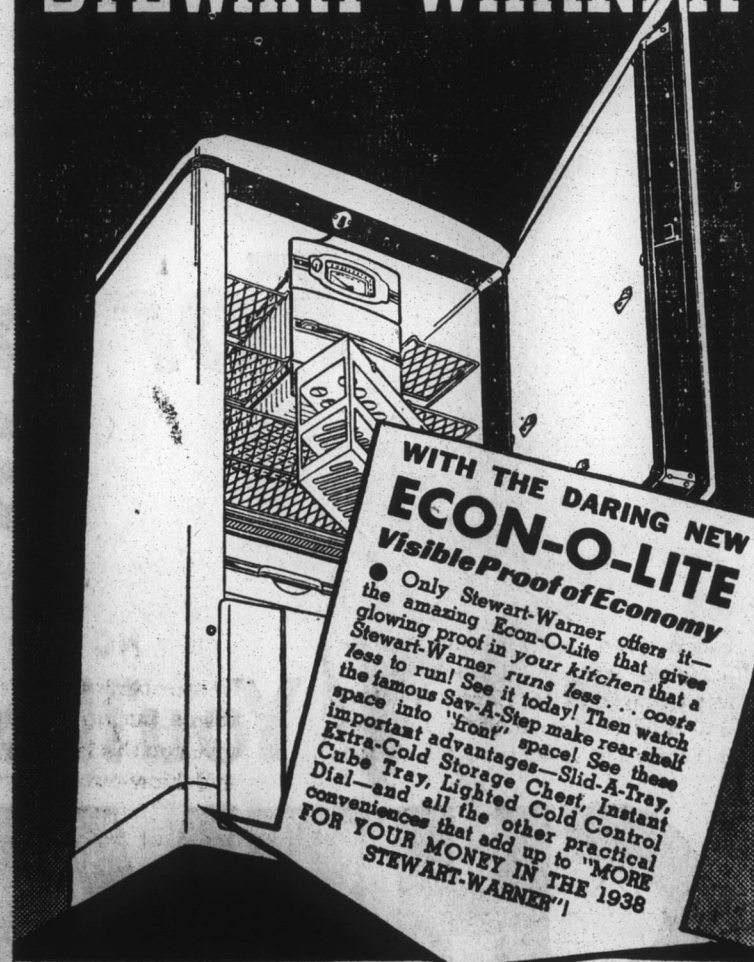 STEWART-WARNER
WITH THE DARING NEW
ECON-O-LITE
Visible Proof of Economy
● Only Stewart-Warner offers it—
the amazing Econ-O-Lite that gives
glowing proof in your kitchen that a
Stewart-Warner runs less . . . costs
less to run! See it today! Then watch
the famous Sav-A-Step make rear shelf
space into "front" space! See these
important advantages—Slid-A-Tray,
Extra-Cold Storage Chest, Instant
Cube Tray, Lighted Cold Control
Dial—and all the other practical
conveniences that add up to "MORE
FOR YOUR MONEY IN THE 1938
STEWART-WARNER"!